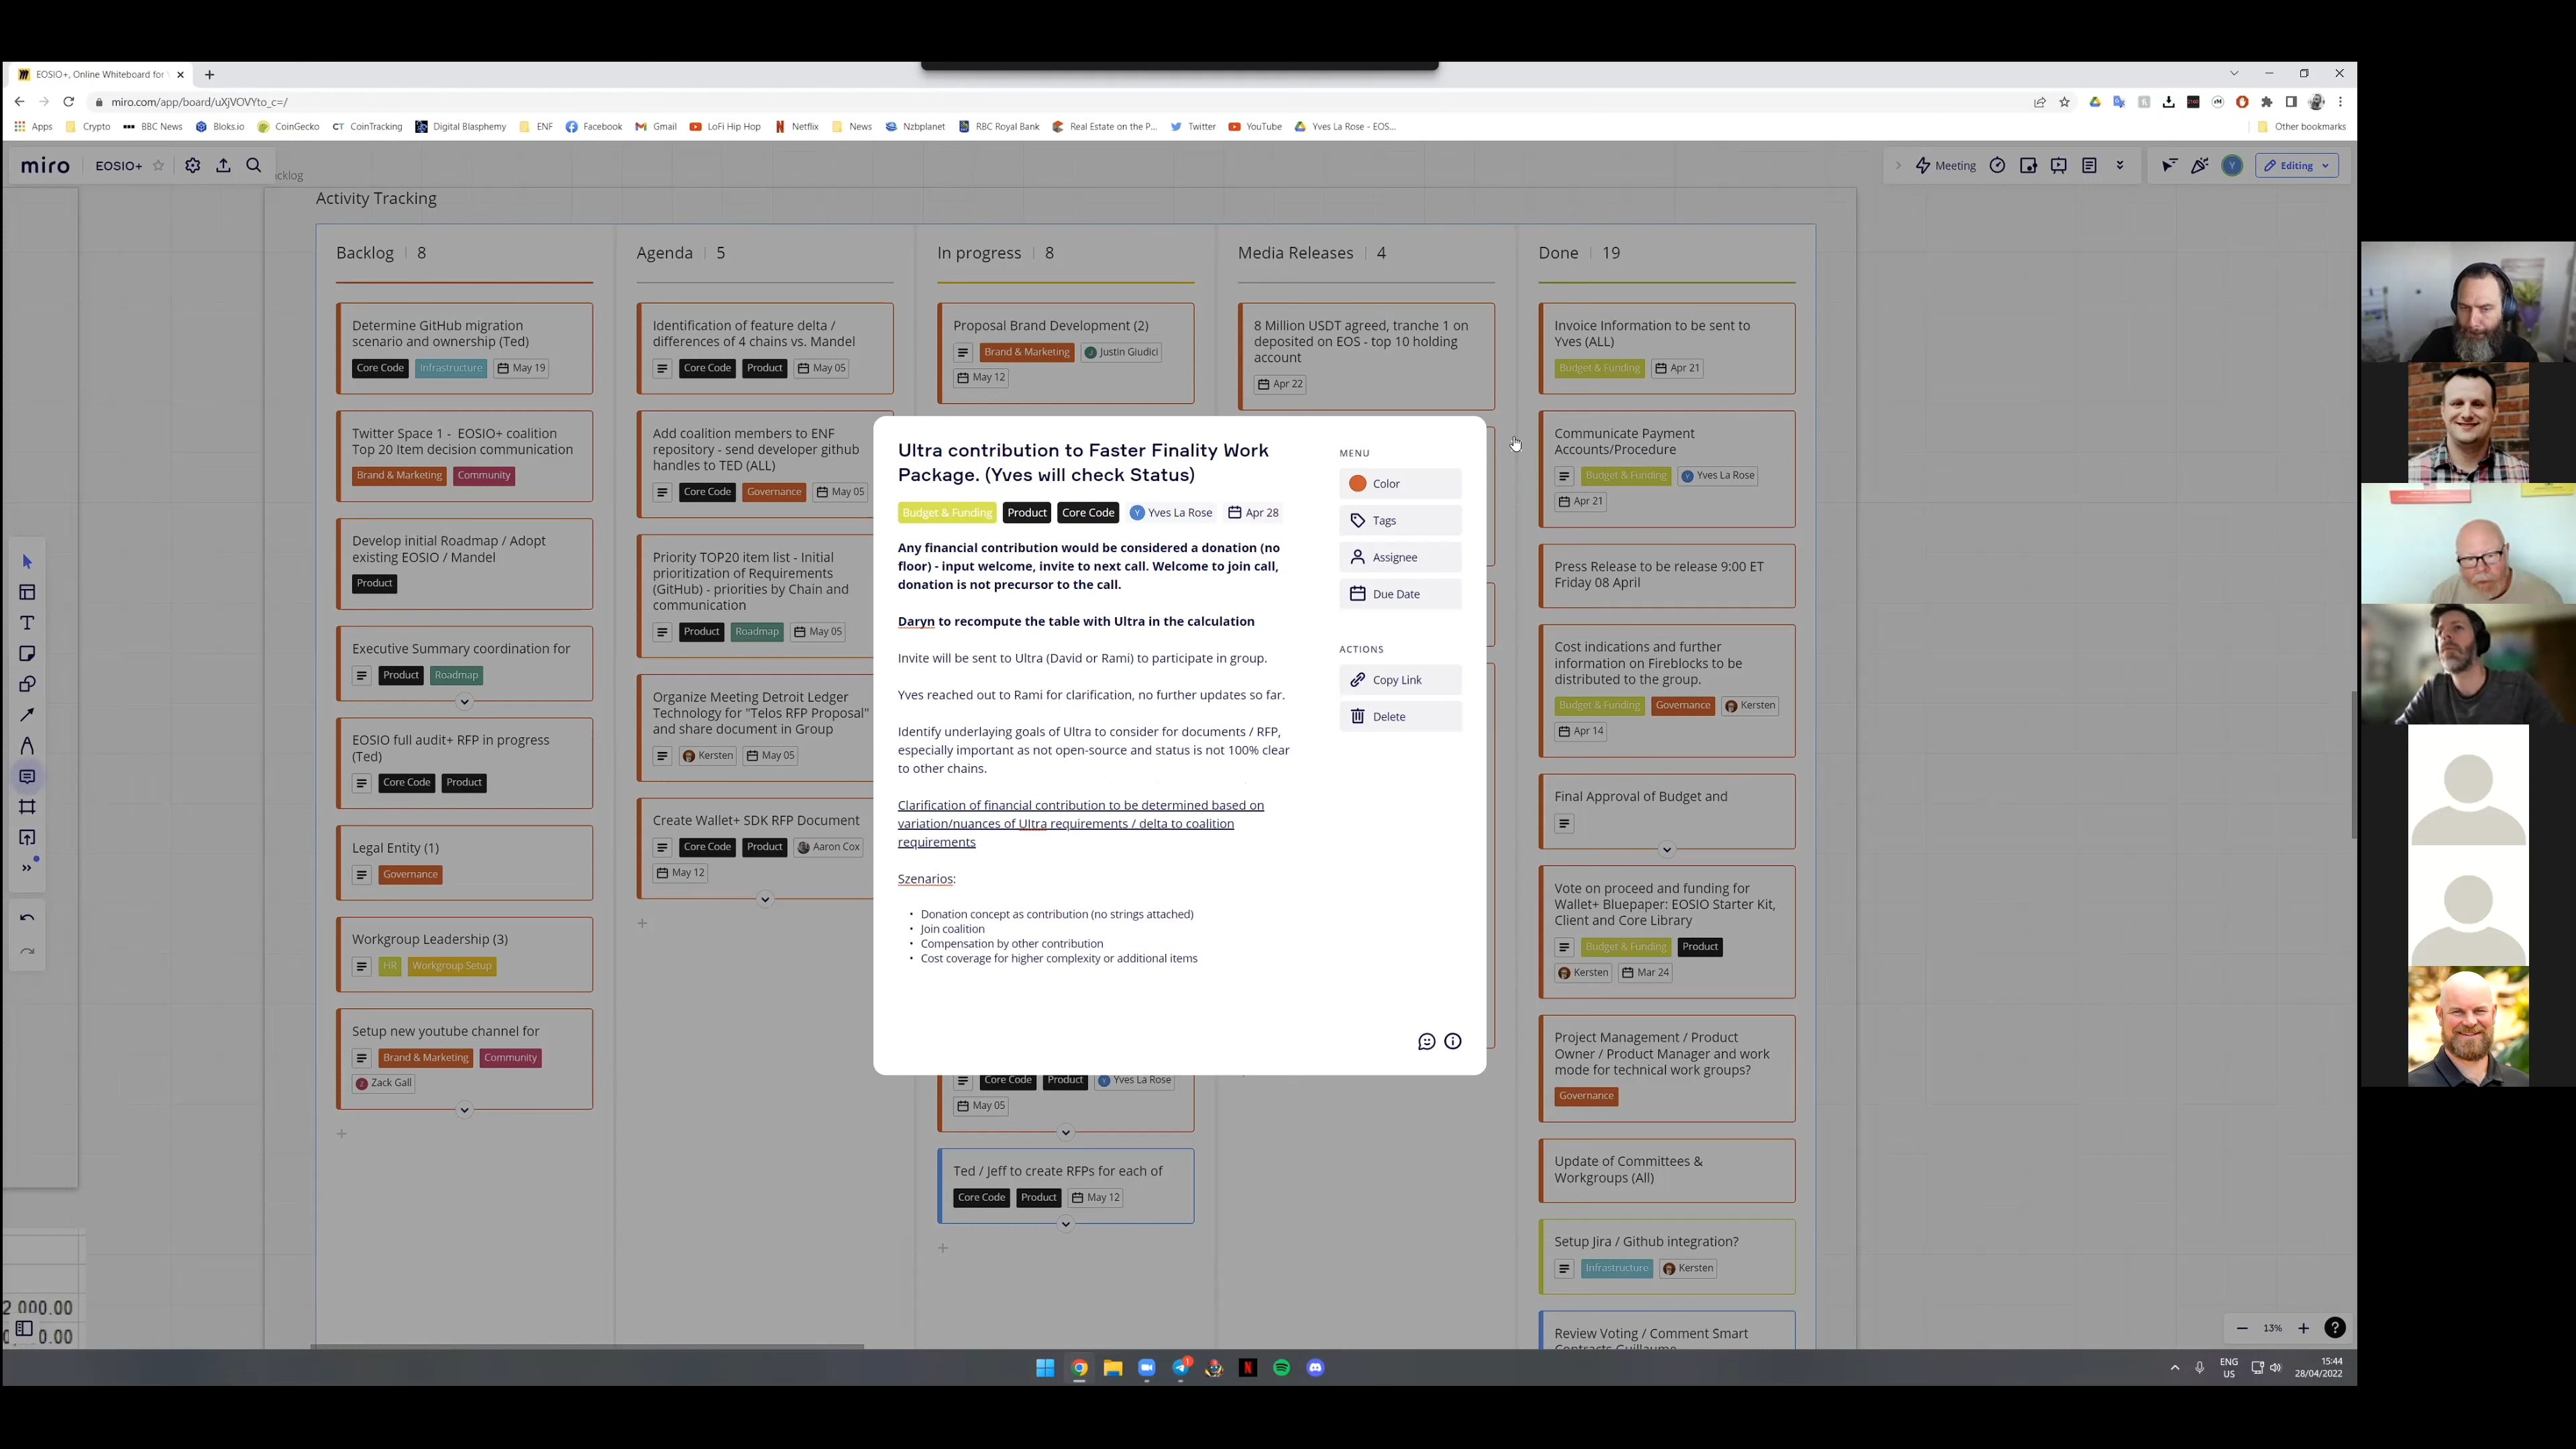 EOSIO+, Online Whiteboard for
miro.com/app/board/uXjVOVYto_c=/
Apps
Crypto
BBC News
Bloks.io
CoinGecko
CT CoinTracking
Digital Blasphemy
ENF
Facebook
Gmail
LoFi Hip Hop
Netflix
News
Nzbplanet
RBC Royal Bank
Real Estate on the P...
Twitter
YouTube
Yves La Rose - EOS...
Other bookmarks
miro
EOSIO+
Meeting
Y
Editing
Activity Tracking
Backlog | 8
Determine GitHub migration
scenario and ownership (Ted)
Core Code
Infrastructure
May 19
Twitter Space 1 - EOSIO+ coalition
Top 20 Item decision communication
Brand & Marketing
Community
Develop initial Roadmap / Adopt
existing EOSIO / Mandel
Product
Executive Summary coordination for
Product
Roadmap
EOSIO full audit+ RFP in progress
(Ted)
Core Code
Product
Legal Entity (1)
Governance
Workgroup Leadership (3)
HR
Workgroup Setup
Setup new youtube channel for
Brand & Marketing
Community
Zack Gall
Agenda | 5
Identification of feature delta /
differences of 4 chains vs. Mandel
Core Code
Product
May 05
Add coalition members to ENF
repository - send developer github
handles to TED (ALL)
Core Code
Governance
May 05
Priority TOP20 item list - Initial
prioritization of Requirements
(GitHub) - priorities by Chain and
communication
Product
Roadmap
May 05
Organize Meeting Detroit Ledger
Technology for "Telos RFP Proposal"
and share document in Group
Kersten
May 05
Create Wallet+ SDK RFP Document
Core Code
Product
Aaron Cox
May 12
In progress | 8
Proposal Brand Development (2)
Brand & Marketing
Justin Giudici
May 12
Core Code
Product
Yves La Rose
May 05
Ted / Jeff to create RFPs for each of
Core Code
Product
May 12
Media Releases | 4
8 Million USDT agreed, tranche 1 on
deposited on EOS - top 10 holding
account
Apr 22
Done | 19
Invoice Information to be sent to
Yves (ALL)
Budget & Funding
Apr 21
Communicate Payment
Accounts/Procedure
Budget & Funding
Yves La Rose
Apr 21
Press Release to be release 9:00 ET
Friday 08 April
Cost indications and further
information on Fireblocks to be
distributed to the group.
Budget & Funding
Governance
Kersten
Apr 14
Final Approval of Budget and
Vote on proceed and funding for
Wallet+ Bluepaper: EOSIO Starter Kit,
Client and Core Library
Budget & Funding
Product
Kersten
Mar 24
Project Management / Product
Owner / Product Manager and work
mode for technical work groups?
Governance
Update of Committees &
Workgroups (All)
Setup Jira / Github integration?
Infrastructure
Kersten
Review Voting / Comment Smart
Ultra contribution to Faster Finality Work
Package. (Yves will check Status)
Budget & Funding
Product
Core Code
Y Yves La Rose
Apr 28
Any financial contribution would be considered a donation (no
floor) - input welcome, invite to next call. Welcome to join call,
donation is not precursor to the call.
Daryn to recompute the table with Ultra in the calculation
Invite will be sent to Ultra (David or Rami) to participate in group.
Yves reached out to Rami for clarification, no further updates so far.
Identify underlaying goals of Ultra to consider for documents / RFP,
especially important as not open-source and status is not 100% clear
to other chains.
Clarification of financial contribution to be determined based on
variation/nuances of Ultra requirements / delta to coalition
requirements
Szenarios:
• Donation concept as contribution (no strings attached)
• Join coalition
• Compensation by other contribution
• Cost coverage for higher complexity or additional items
MENU
Color
Tags
Assignee
Due Date
ACTIONS
Copy Link
Delete
2 000.00
0.00
13%
ENG
US
15:44
28/04/2022